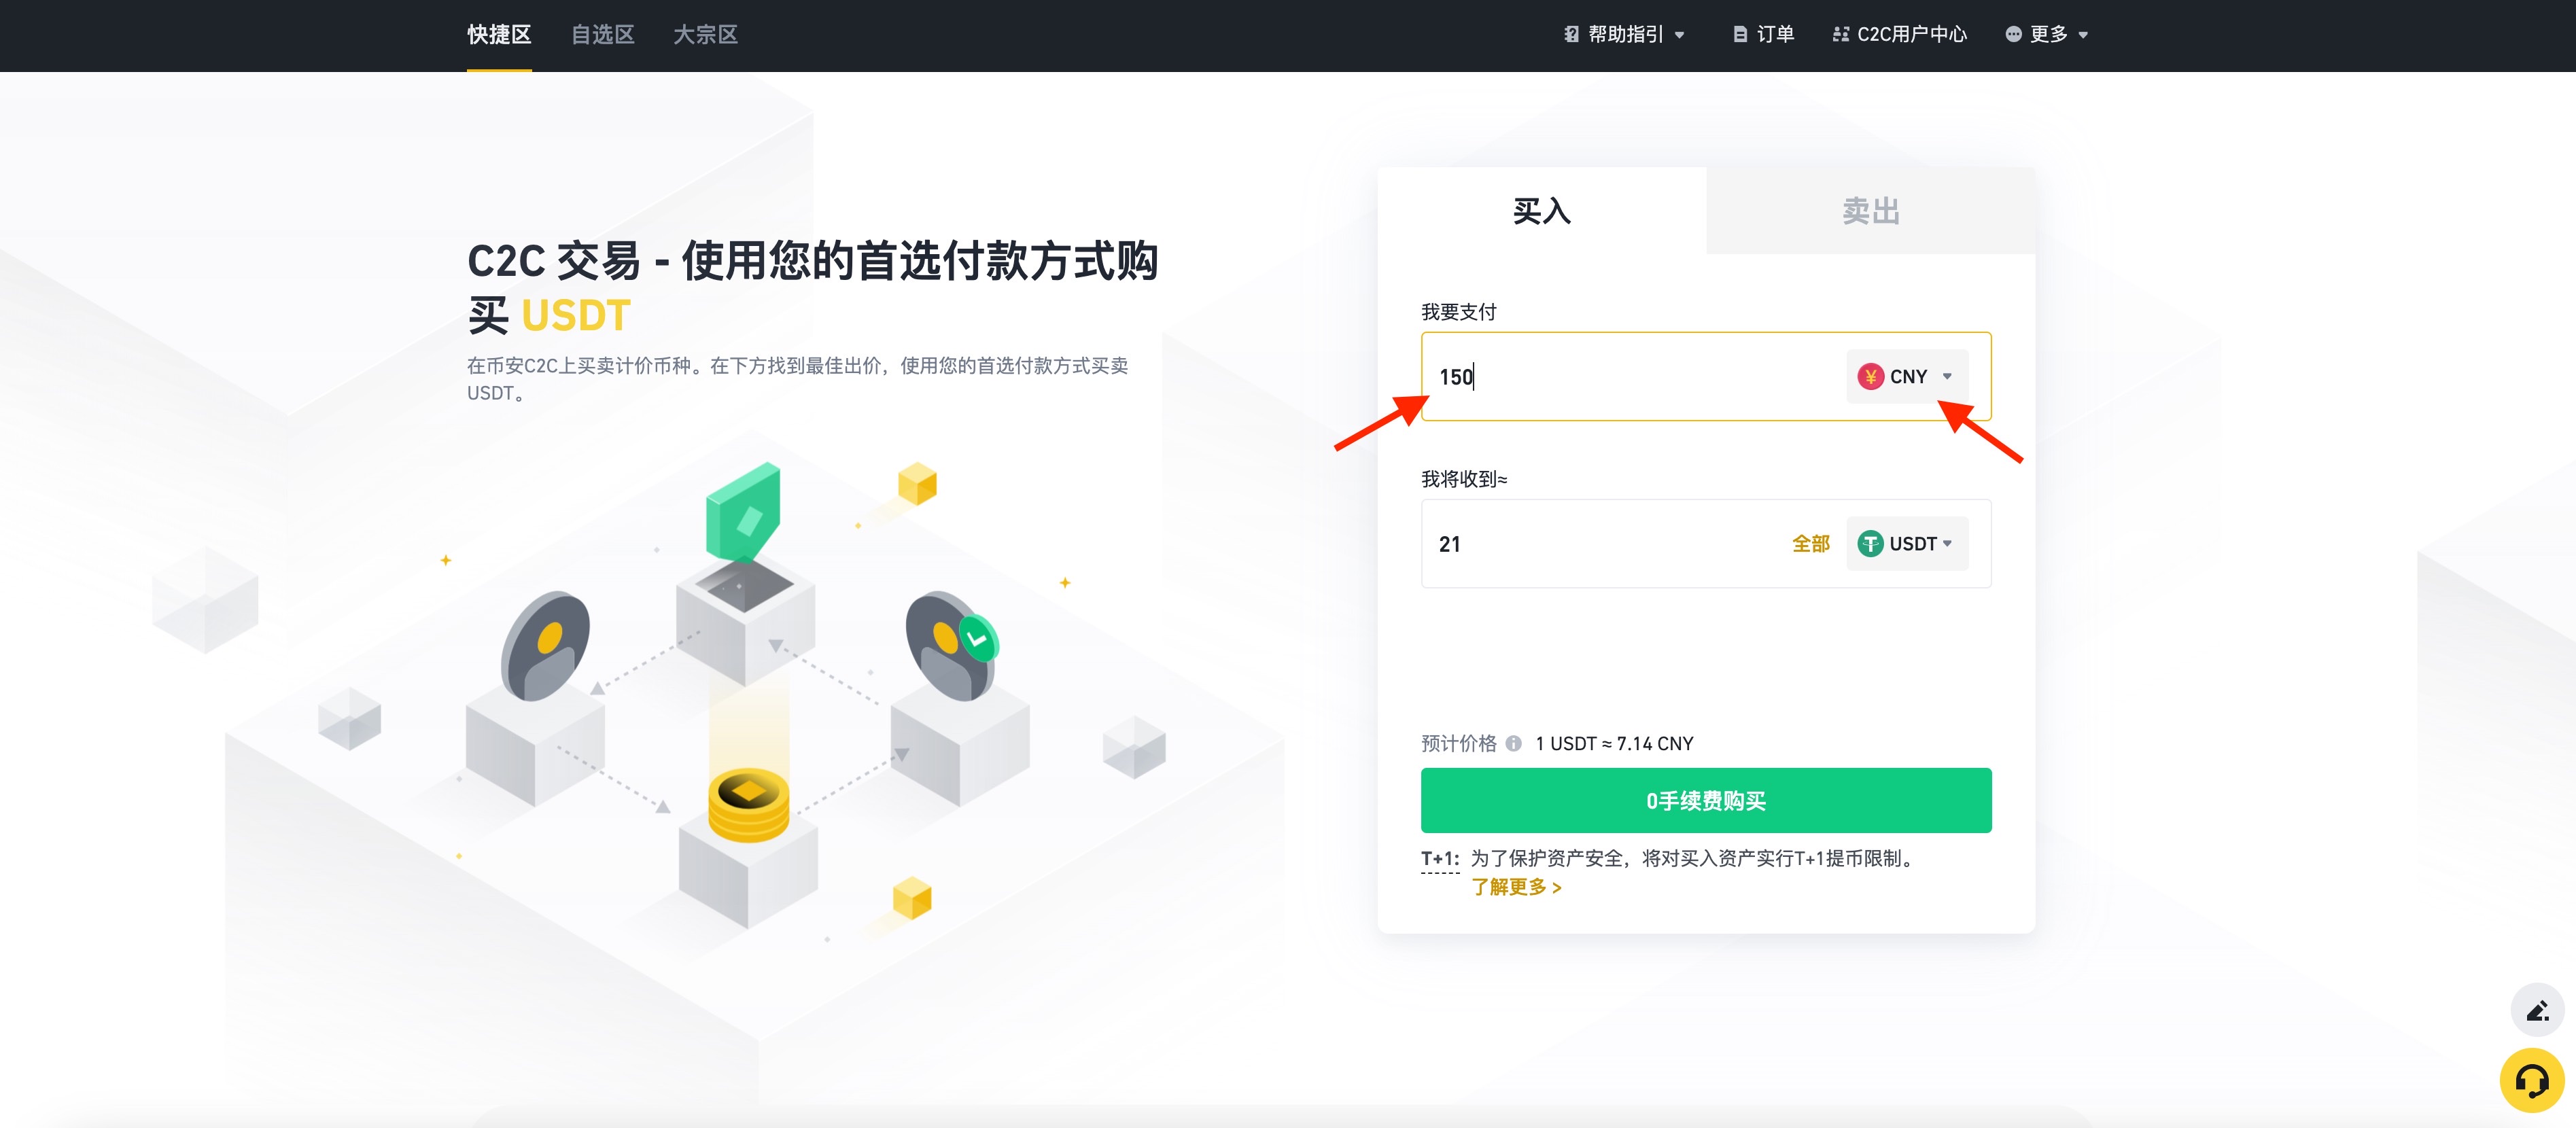 快捷区 自选区 大宗区 帮助指引 订单 C2C用户中心 更多
C2C 交易 - 使用您的首选付款方式购
买 USDT
在币安C2C上买卖计价币种。在下方找到最佳出价，使用您的首选付款方式买卖
USDT。
买入 卖出
我要支付
150 CNY
我将收到≈
21 全部 USDT
预计价格 1 USDT ≈ 7.14 CNY
0手续费购买
T+1: 为了保护资产安全，将对买入资产实行T+1提币限制。
了解更多 >